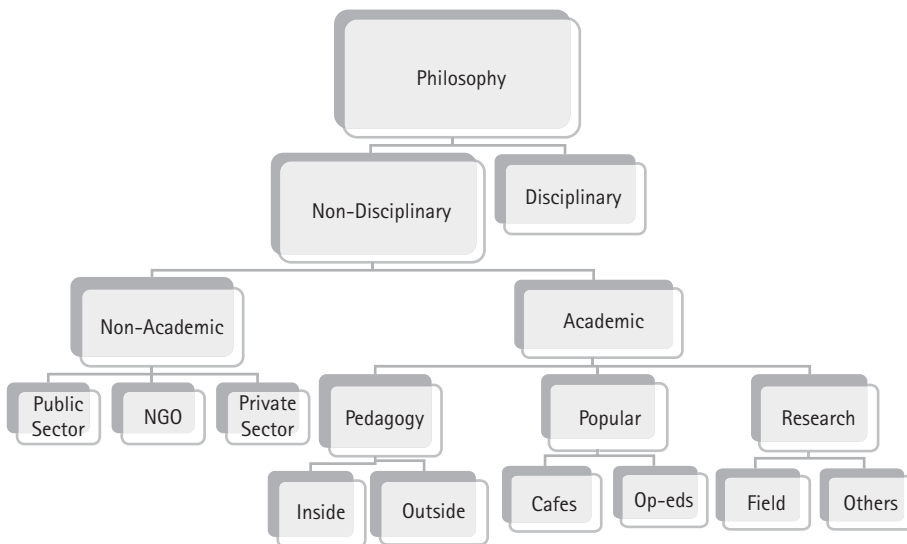 Philosophy
Non-Disciplinary
Disciplinary
Non-Academic
Academic
Public
Sector
NGO
Private
Sector
Pedagogy
Popular
Research
Inside
Outside
Cafes
Op-eds
Field
Others